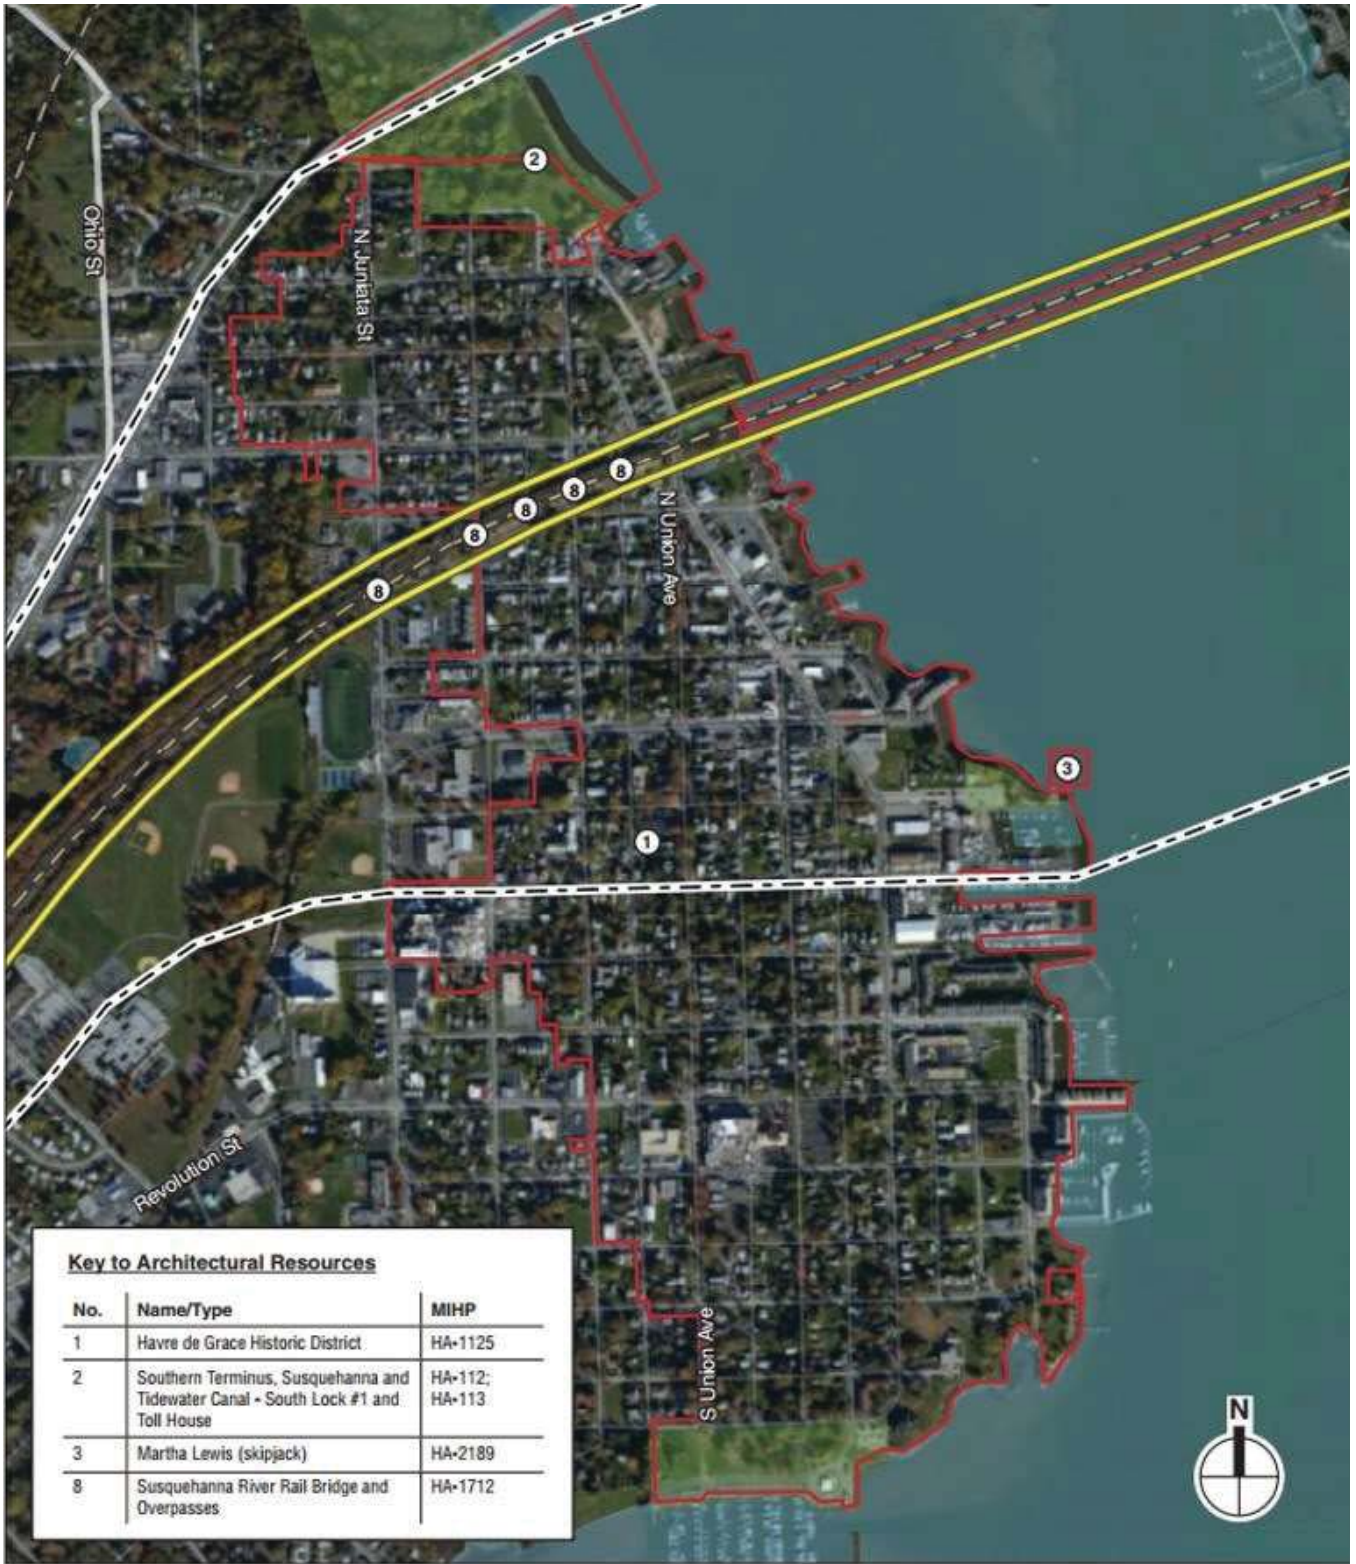 2
Ohio St
N Juniata St
8
8
8
8
8
N Union Ave
3
1
Revolution St
S Union Ave
Key to Architectural Resources
No. Name/Type MIHP
1 Havre de Grace Historic District HA-1125
2 Southern Terminus, Susquehanna and HA-112;
Tidewater Canal - South Lock #1 and HA-113
Toll House
3 Martha Lewis (skipjack) HA-2189
8 Susquehanna River Rail Bridge and HA-1712
Overpasses
N